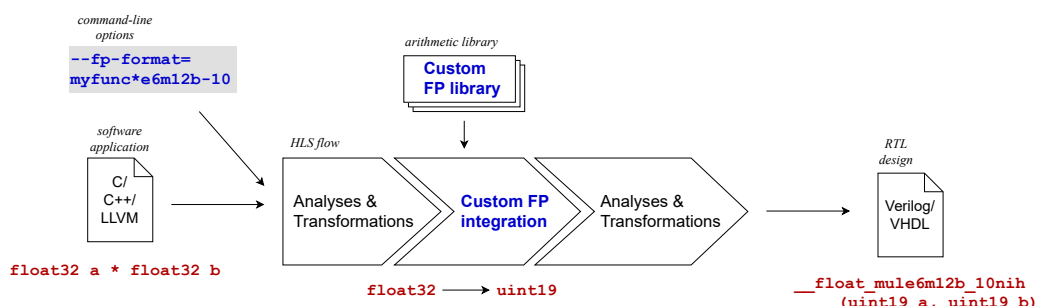 command-line
options
--fp-format=
myfunc*e6m12b-10
arithmetic library
Custom
FP library
software
application
C/
C++/
LLVM
float32 a * float32 b
HLS flow
Analyses &
Transformations
Custom FP
integration
Analyses &
Transformations
float32
uint19
RTL
design
Verilog/
VHDL
__float_mule6m12b_10nih
(uint19 a, uint19 b)